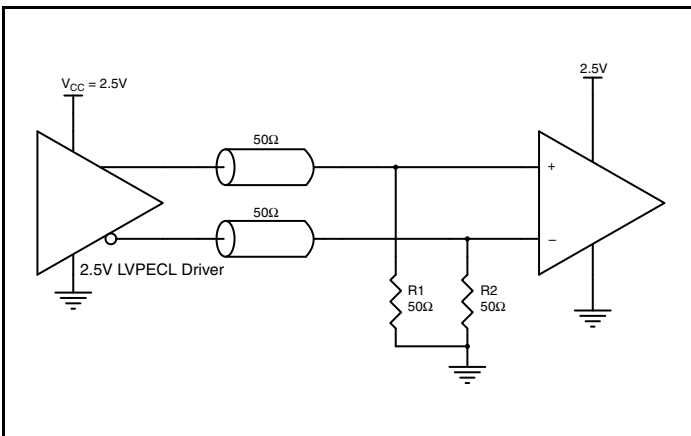 V_CC = 2.5V
2.5V
50Ω
+
50Ω
−
2.5V LVPECL Driver
R1
50Ω
R2
50Ω